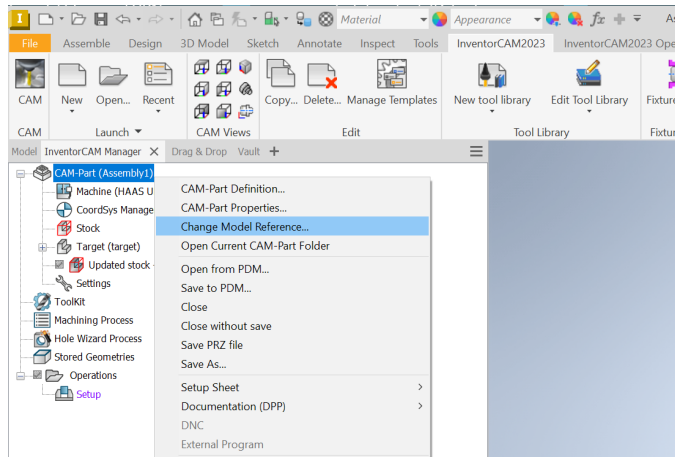 I Material Appearance fx As
File Assemble Design 3D Model Sketch Annotate Inspect Tools InventorCAM2023 InventorCAM2023 Ope
CAM New Open... Recent Copy... Delete... Manage Templates New tool library Edit Tool Library Fixture
CAM Launch CAM Views Edit Tool Library Fixtur
Model InventorCAM Manager Drag & Drop Vault
CAM-Part (Assembly1)
Machine (HAAS U
CoordSys Manage
Stock
Target (target)
Updated stock
Settings
ToolKit
Machining Process
Hole Wizard Process
Stored Geometries
Operations
Setup
CAM-Part Definition...
CAM-Part Properties...
Change Model Reference...
Open Current CAM-Part Folder
Open from PDM...
Save to PDM...
Close
Close without save
Save PRZ file
Save As...
Setup Sheet
Documentation (DPP)
DNC
External Program